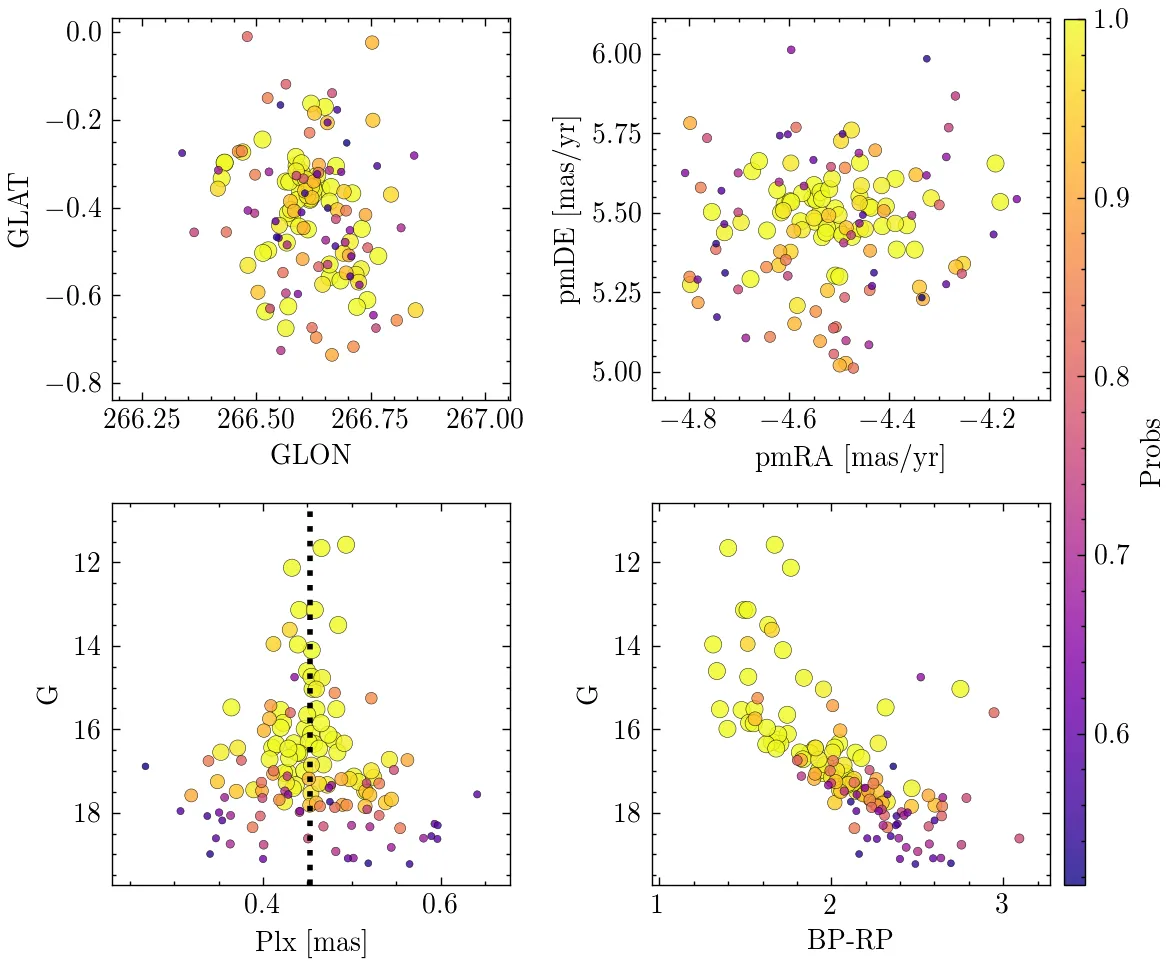 0.0
−0.2
−0.4
−0.6
−0.8
GLAT
266.25 266.50 266.75 267.00
GLON
6.00
5.75
5.50
5.25
5.00
pmDE [mas/yr]
−4.8 −4.6 −4.4 −4.2
pmRA [mas/yr]
12
14
16
18
G
0.4 0.6
Plx [mas]
12
14
16
18
G
1 2 3
BP-RP
1.0
0.9
0.8
0.7
0.6
Probs